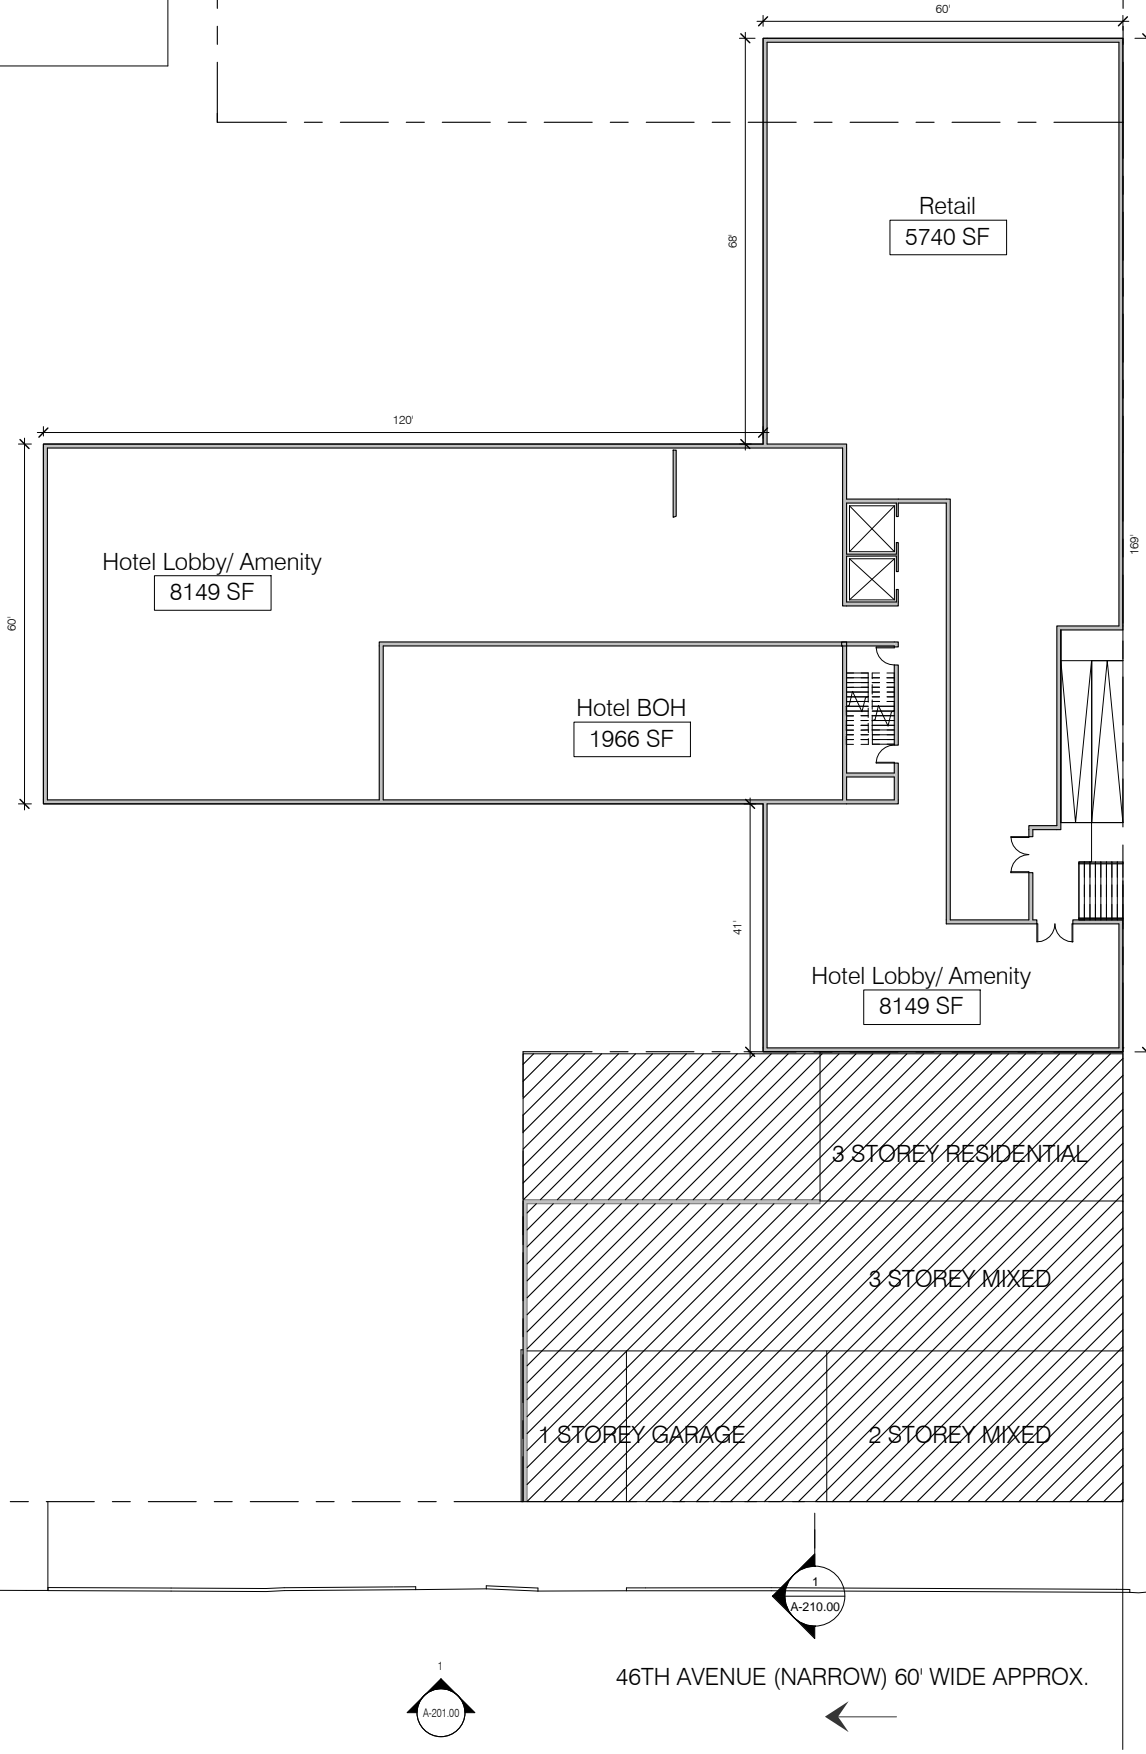 60'
Retail
5740 SF
68'
120'
169'
Hotel Lobby/ Amenity
8149 SF
60'
Hotel BOH
1966 SF
41'
Hotel Lobby/ Amenity
8149 SF
3 STOREY RESIDENTIAL
3 STOREY MIXED
1 STOREY GARAGE
2 STOREY MIXED
1
A-210.00
46TH AVENUE (NARROW) 60' WIDE APPROX.
1
A-201.00